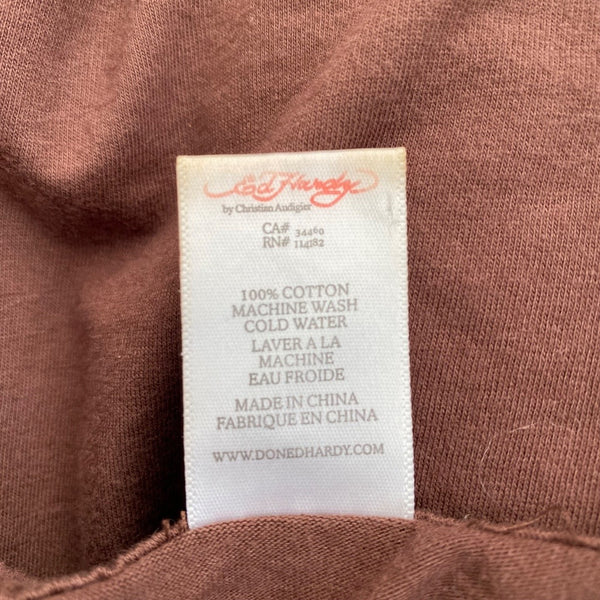 Ed Hardy
by Christian Audigier
CA# 34460
RN# 114182
100% COTTON
MACHINE WASH
COLD WATER
LAVER A LA
MACHINE
EAU FROIDE
MADE IN CHINA
FABRIQUE EN CHINA
WWW.DONEDHARDY.COM